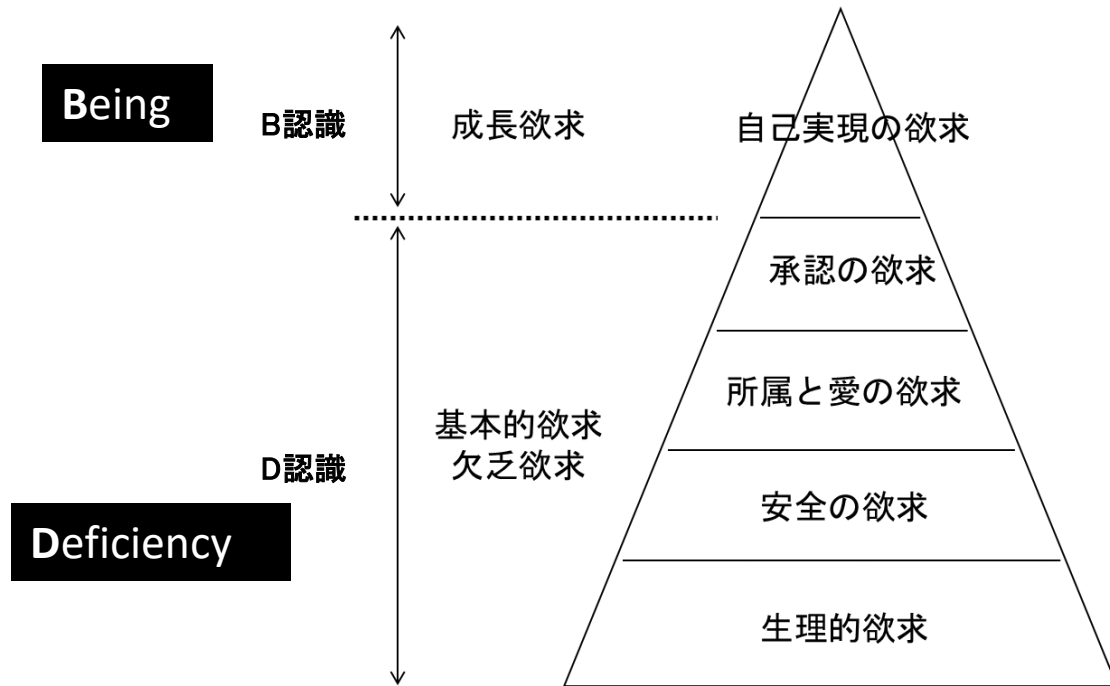 Being
B認識
成長欲求
自己実現の欲求
承認の欲求
所属と愛の欲求
基本的欲求
欠乏欲求
D認識
安全の欲求
Deficiency
生理的欲求